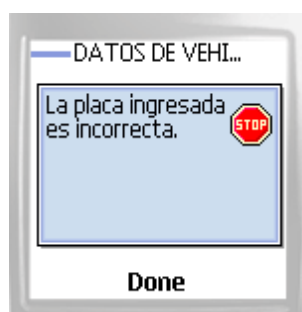 DATOS DE VEHI...
La placa ingresada
es incorrecta.
STOP
Done